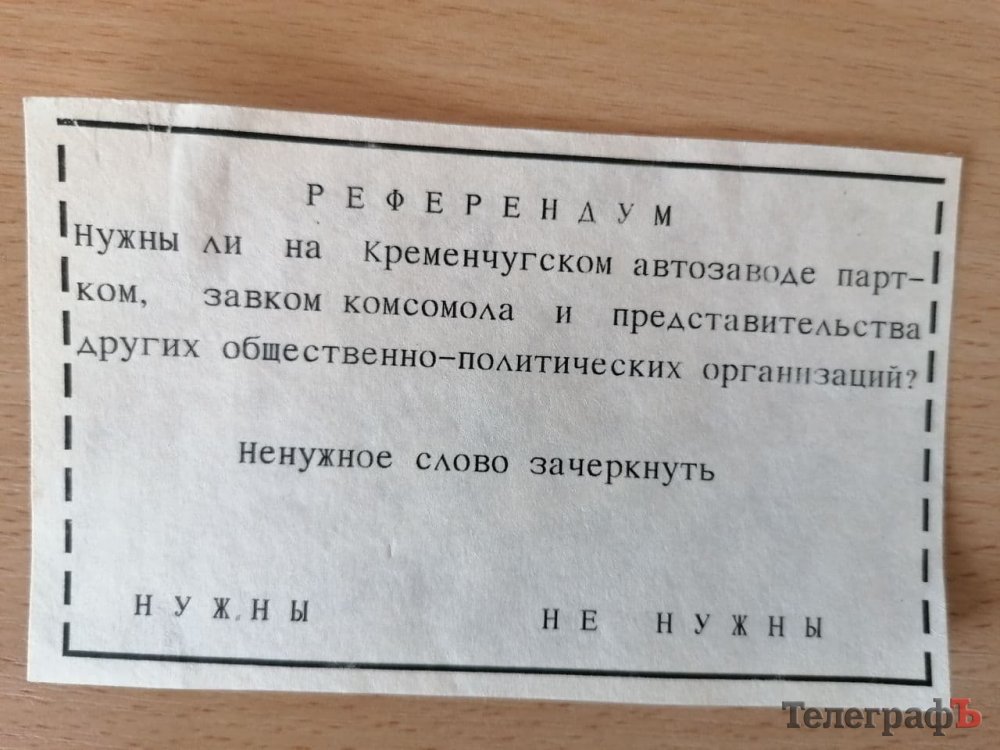 РЕФЕРЕНДУМ
Нужны ли на Кременчугском автозаводе парт-
ком, завком комсомола и представительства
других общественно-политических организаций?
Ненужное слово зачеркнуть
НУЖНЫ НЕ НУЖНЫ
ТелеграфЪ